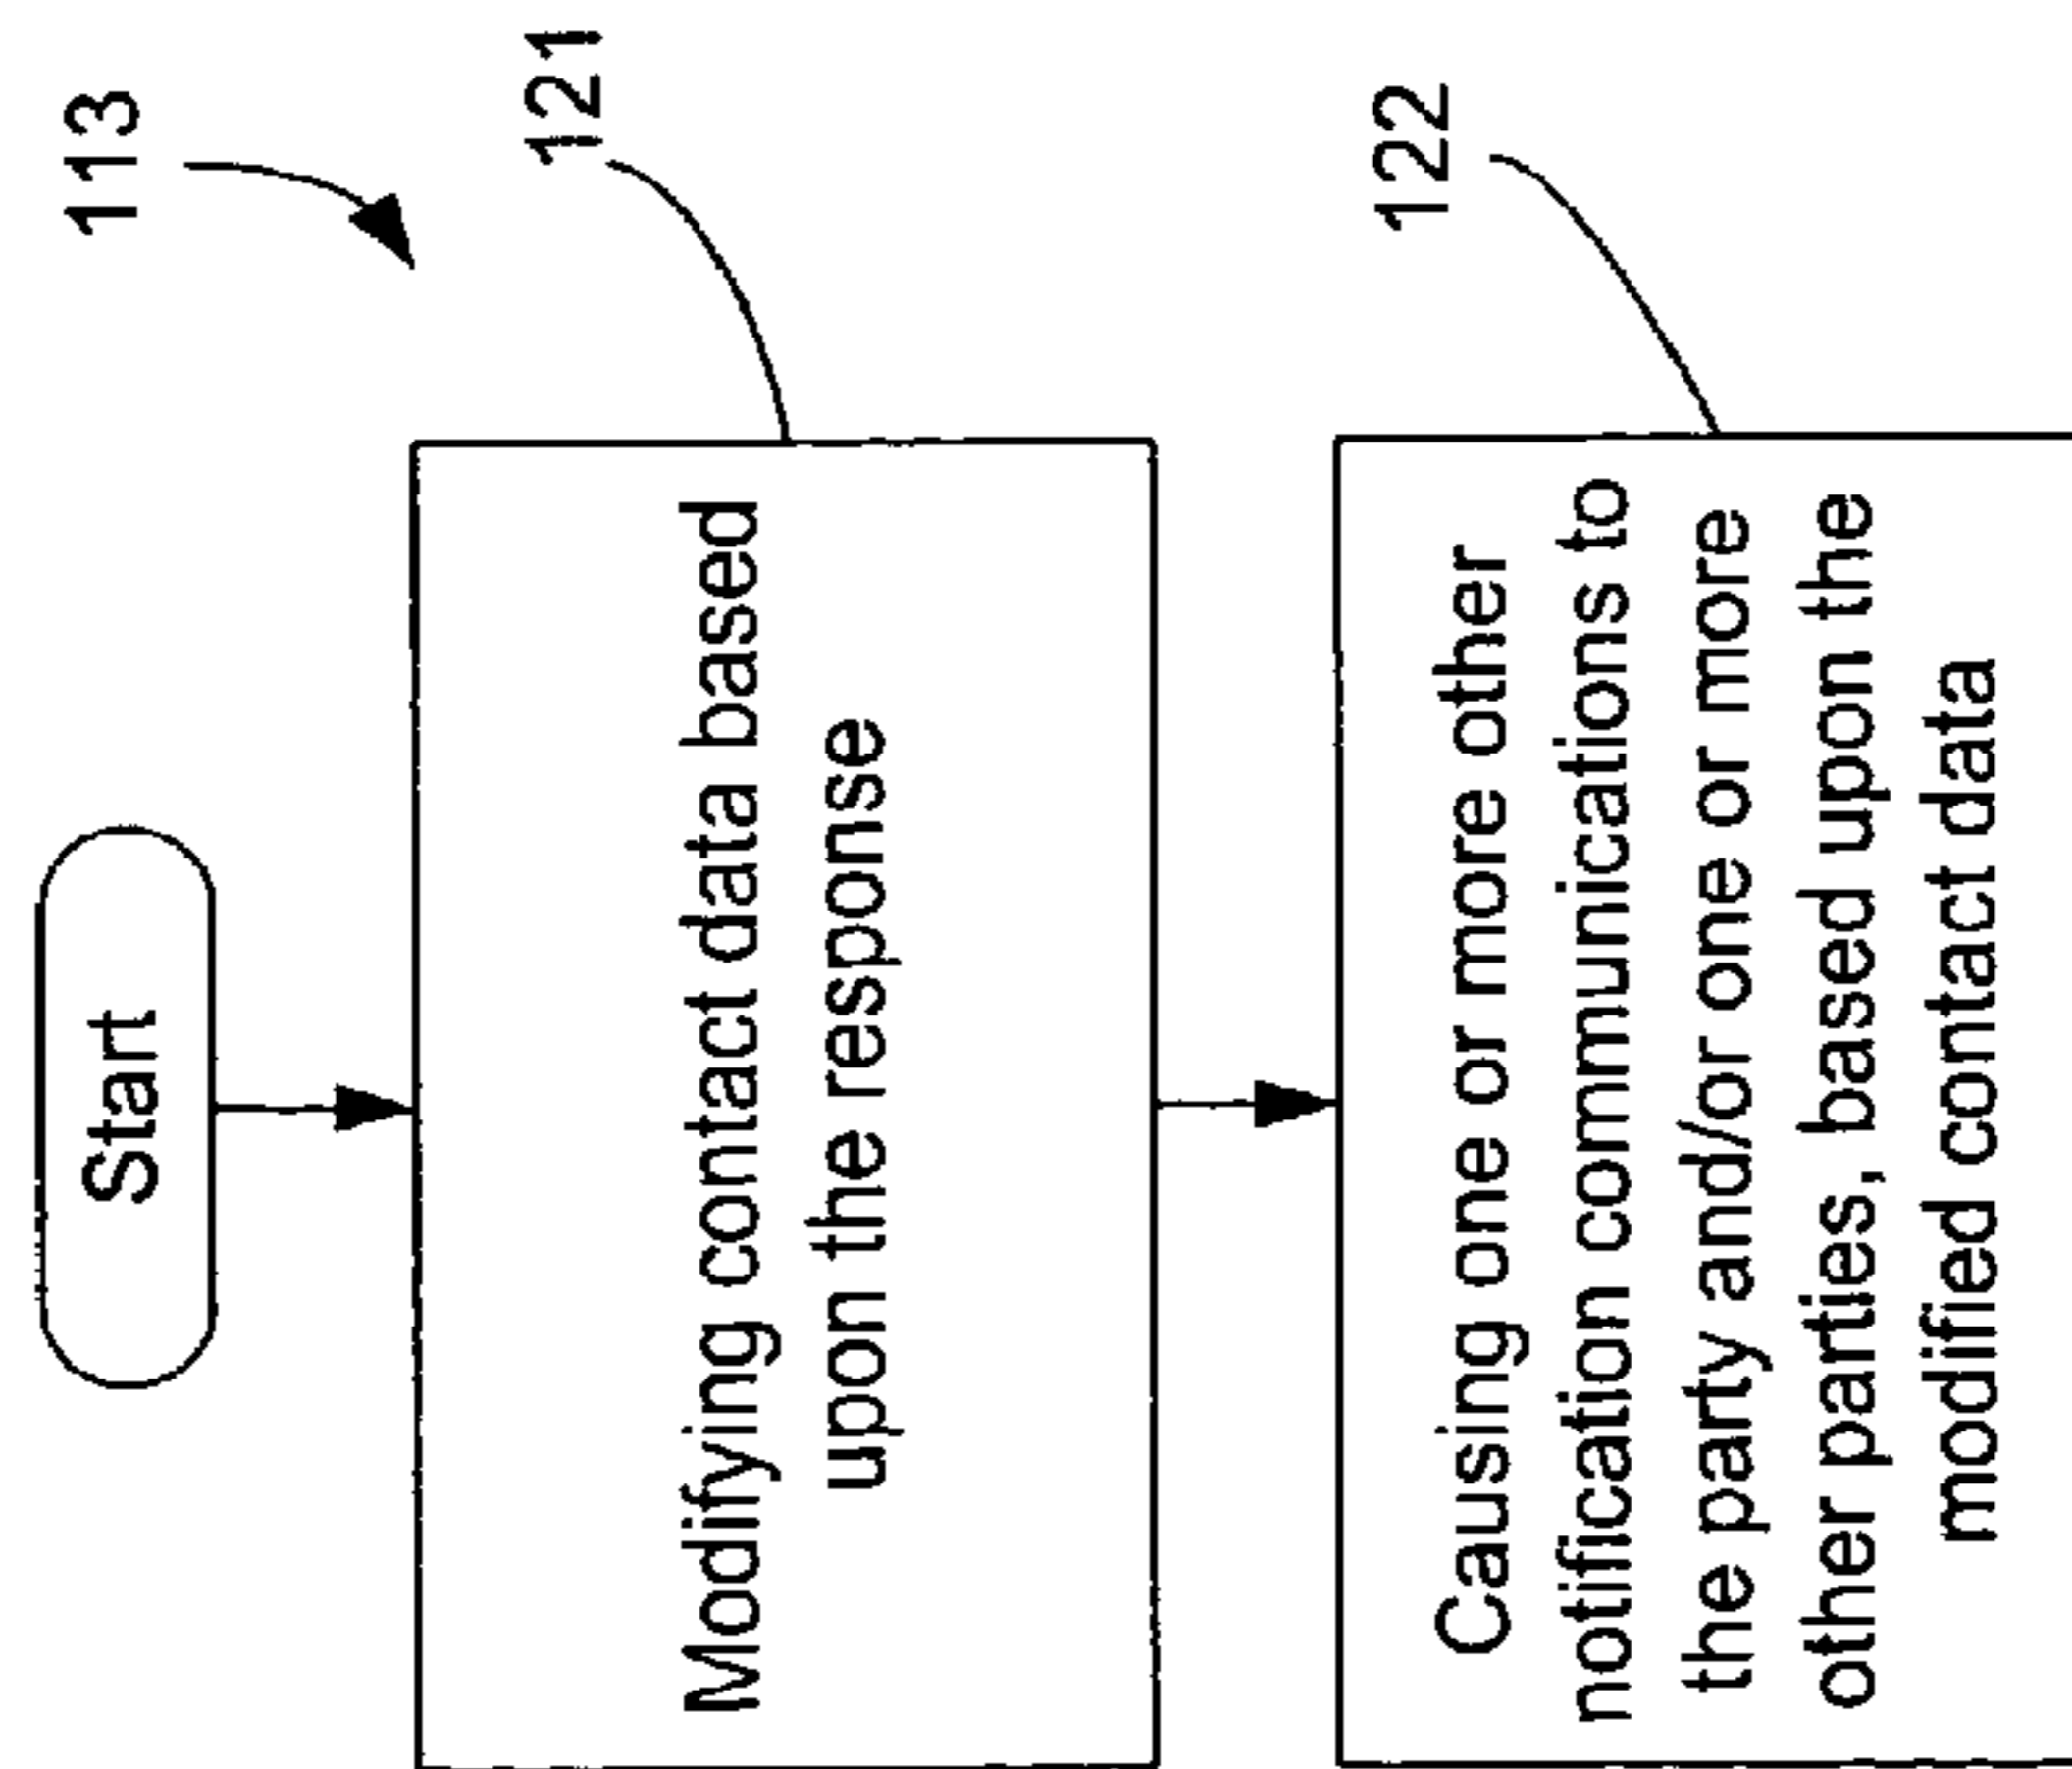 113
Start
121
Modifying contact data based
upon the response
122
Causing one or more other
notification communications to
the party and/or one or more
other parties, based upon the
modified contact data